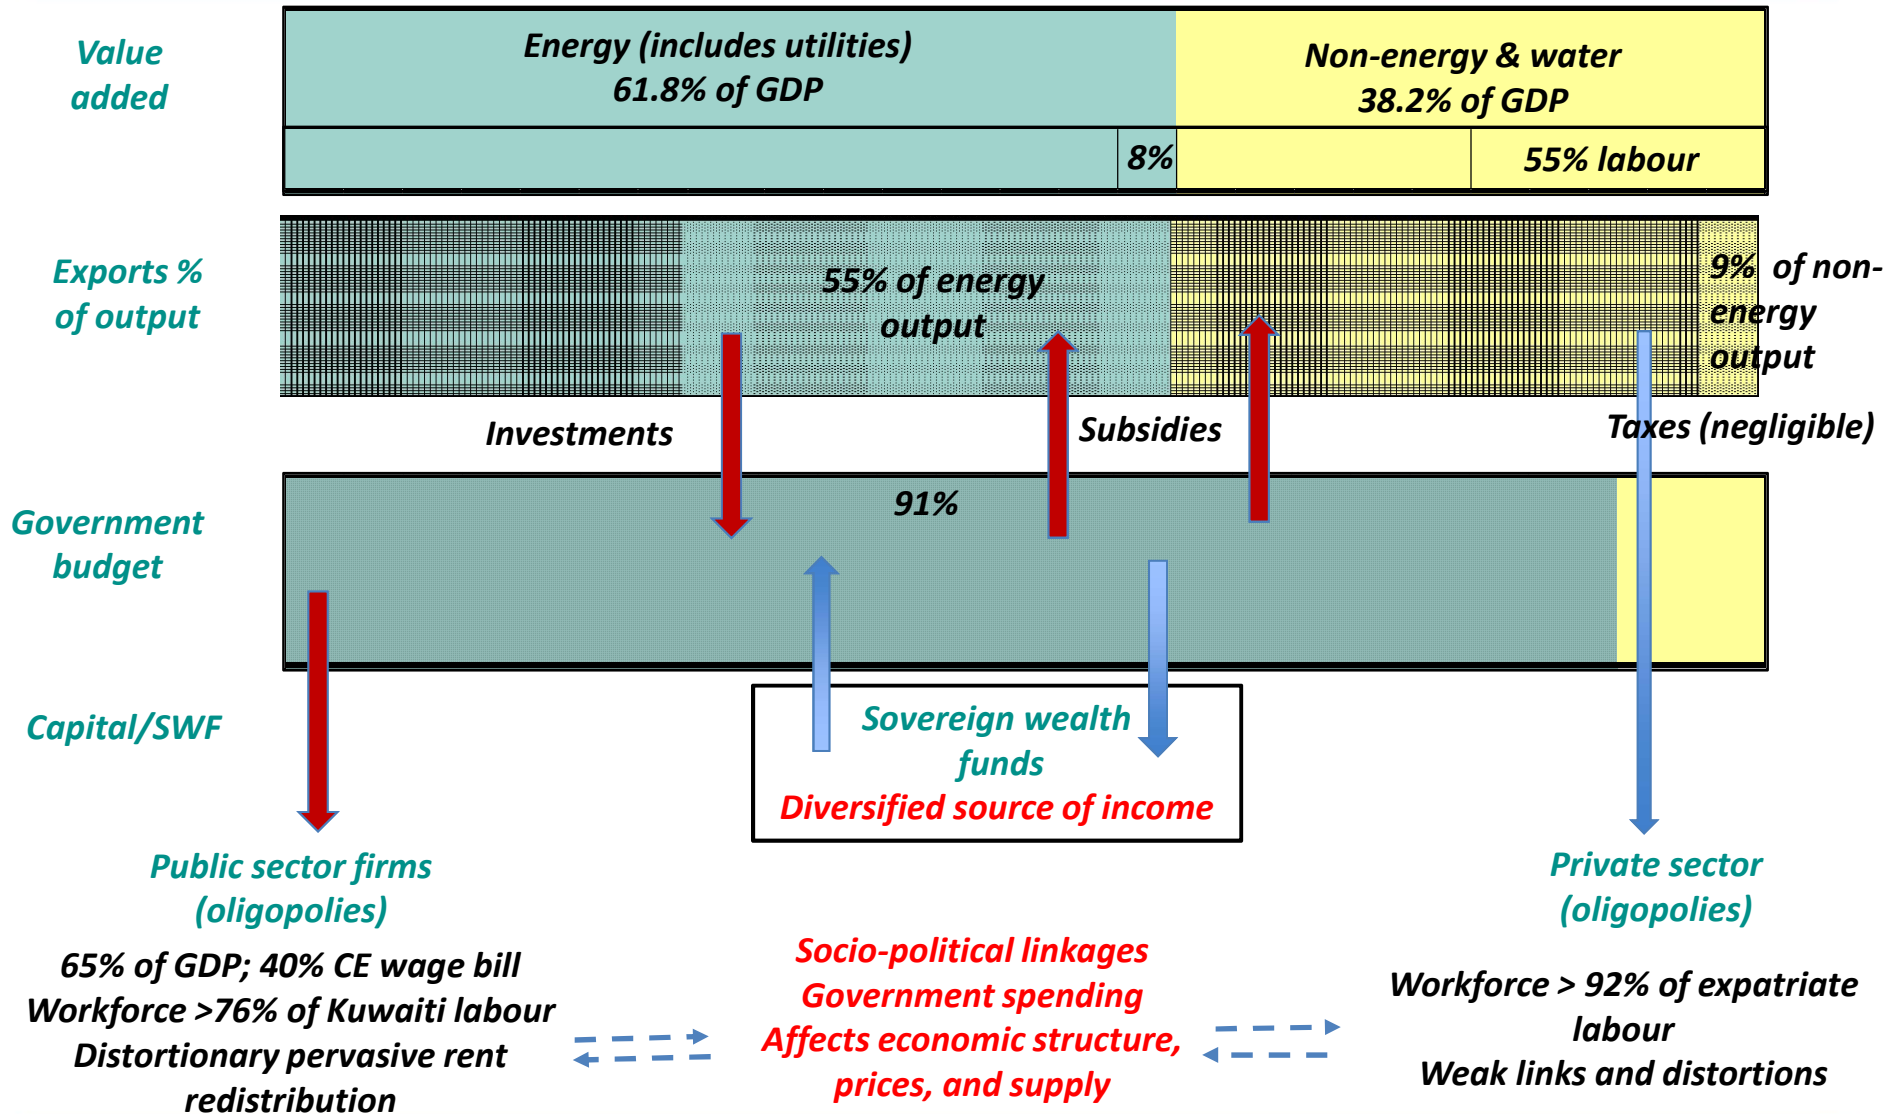 Value
added
Energy (includes utilities)
61.8% of GDP
Non-energy & water
38.2% of GDP
8%
55% labour
Exports %
of output
55% of energy
output
9% of non-
energy
output
Investments
Subsidies
Taxes (negligible)
Government
budget
91%
Capital/SWF
Sovereign wealth
funds
Diversified source of income
Public sector firms
(oligopolies)
65% of GDP; 40% CE wage bill
Workforce >76% of Kuwaiti labour
Distortionary pervasive rent
redistribution
Socio-political linkages
Government spending
Affects economic structure,
prices, and supply
Private sector
(oligopolies)
Workforce > 92% of expatriate
labour
Weak links and distortions